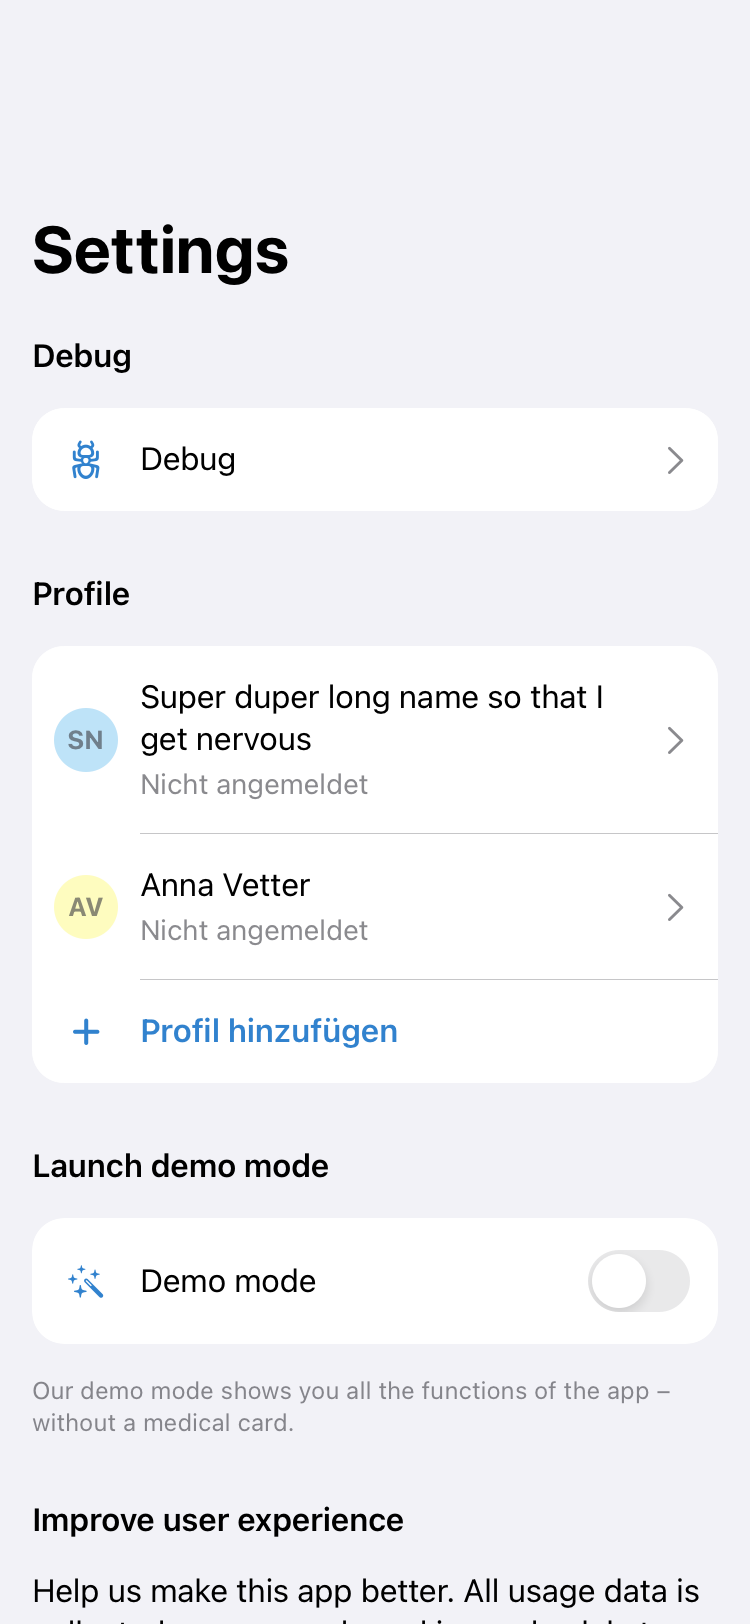 Settings
Debug
Debug
Profile
Super duper long name so that I
SN
get nervous
Nicht angemeldet
Anna Vetter
AV
Nicht angemeldet
Profil hinzufügen
Launch demo mode
Demo mode
Our demo mode shows you all the functions of the app –
without a medical card.
Improve user experience
Help us make this app better. All usage data is